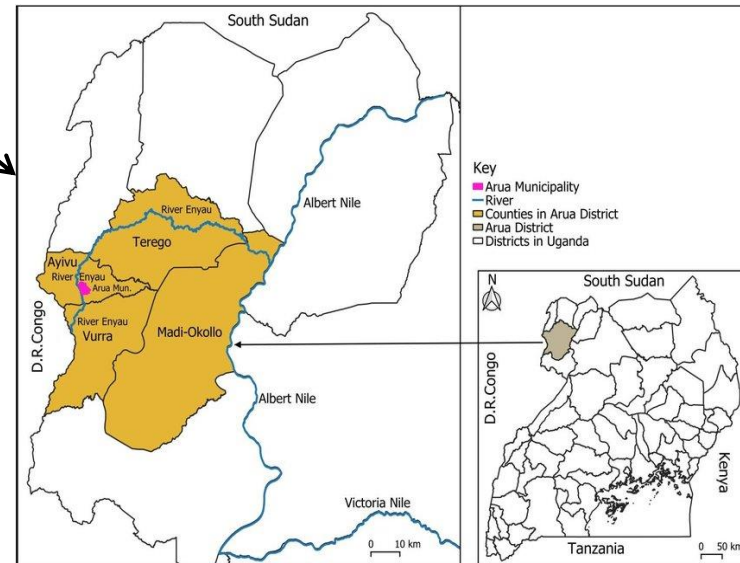 South Sudan
River Enyau
Albert Nile
Terego
Ayivu
River Enyau
Arua Mun.
River Enyau
Vurra
Madi-Okollo
D.R.Congo
Albert Nile
Victoria Nile
0 10 km
Key
Arua Municipality
River
Counties in Arua District
Arua District
Districts in Uganda
N
South Sudan
D.R.Congo
Kenya
Tanzania
0 50 km